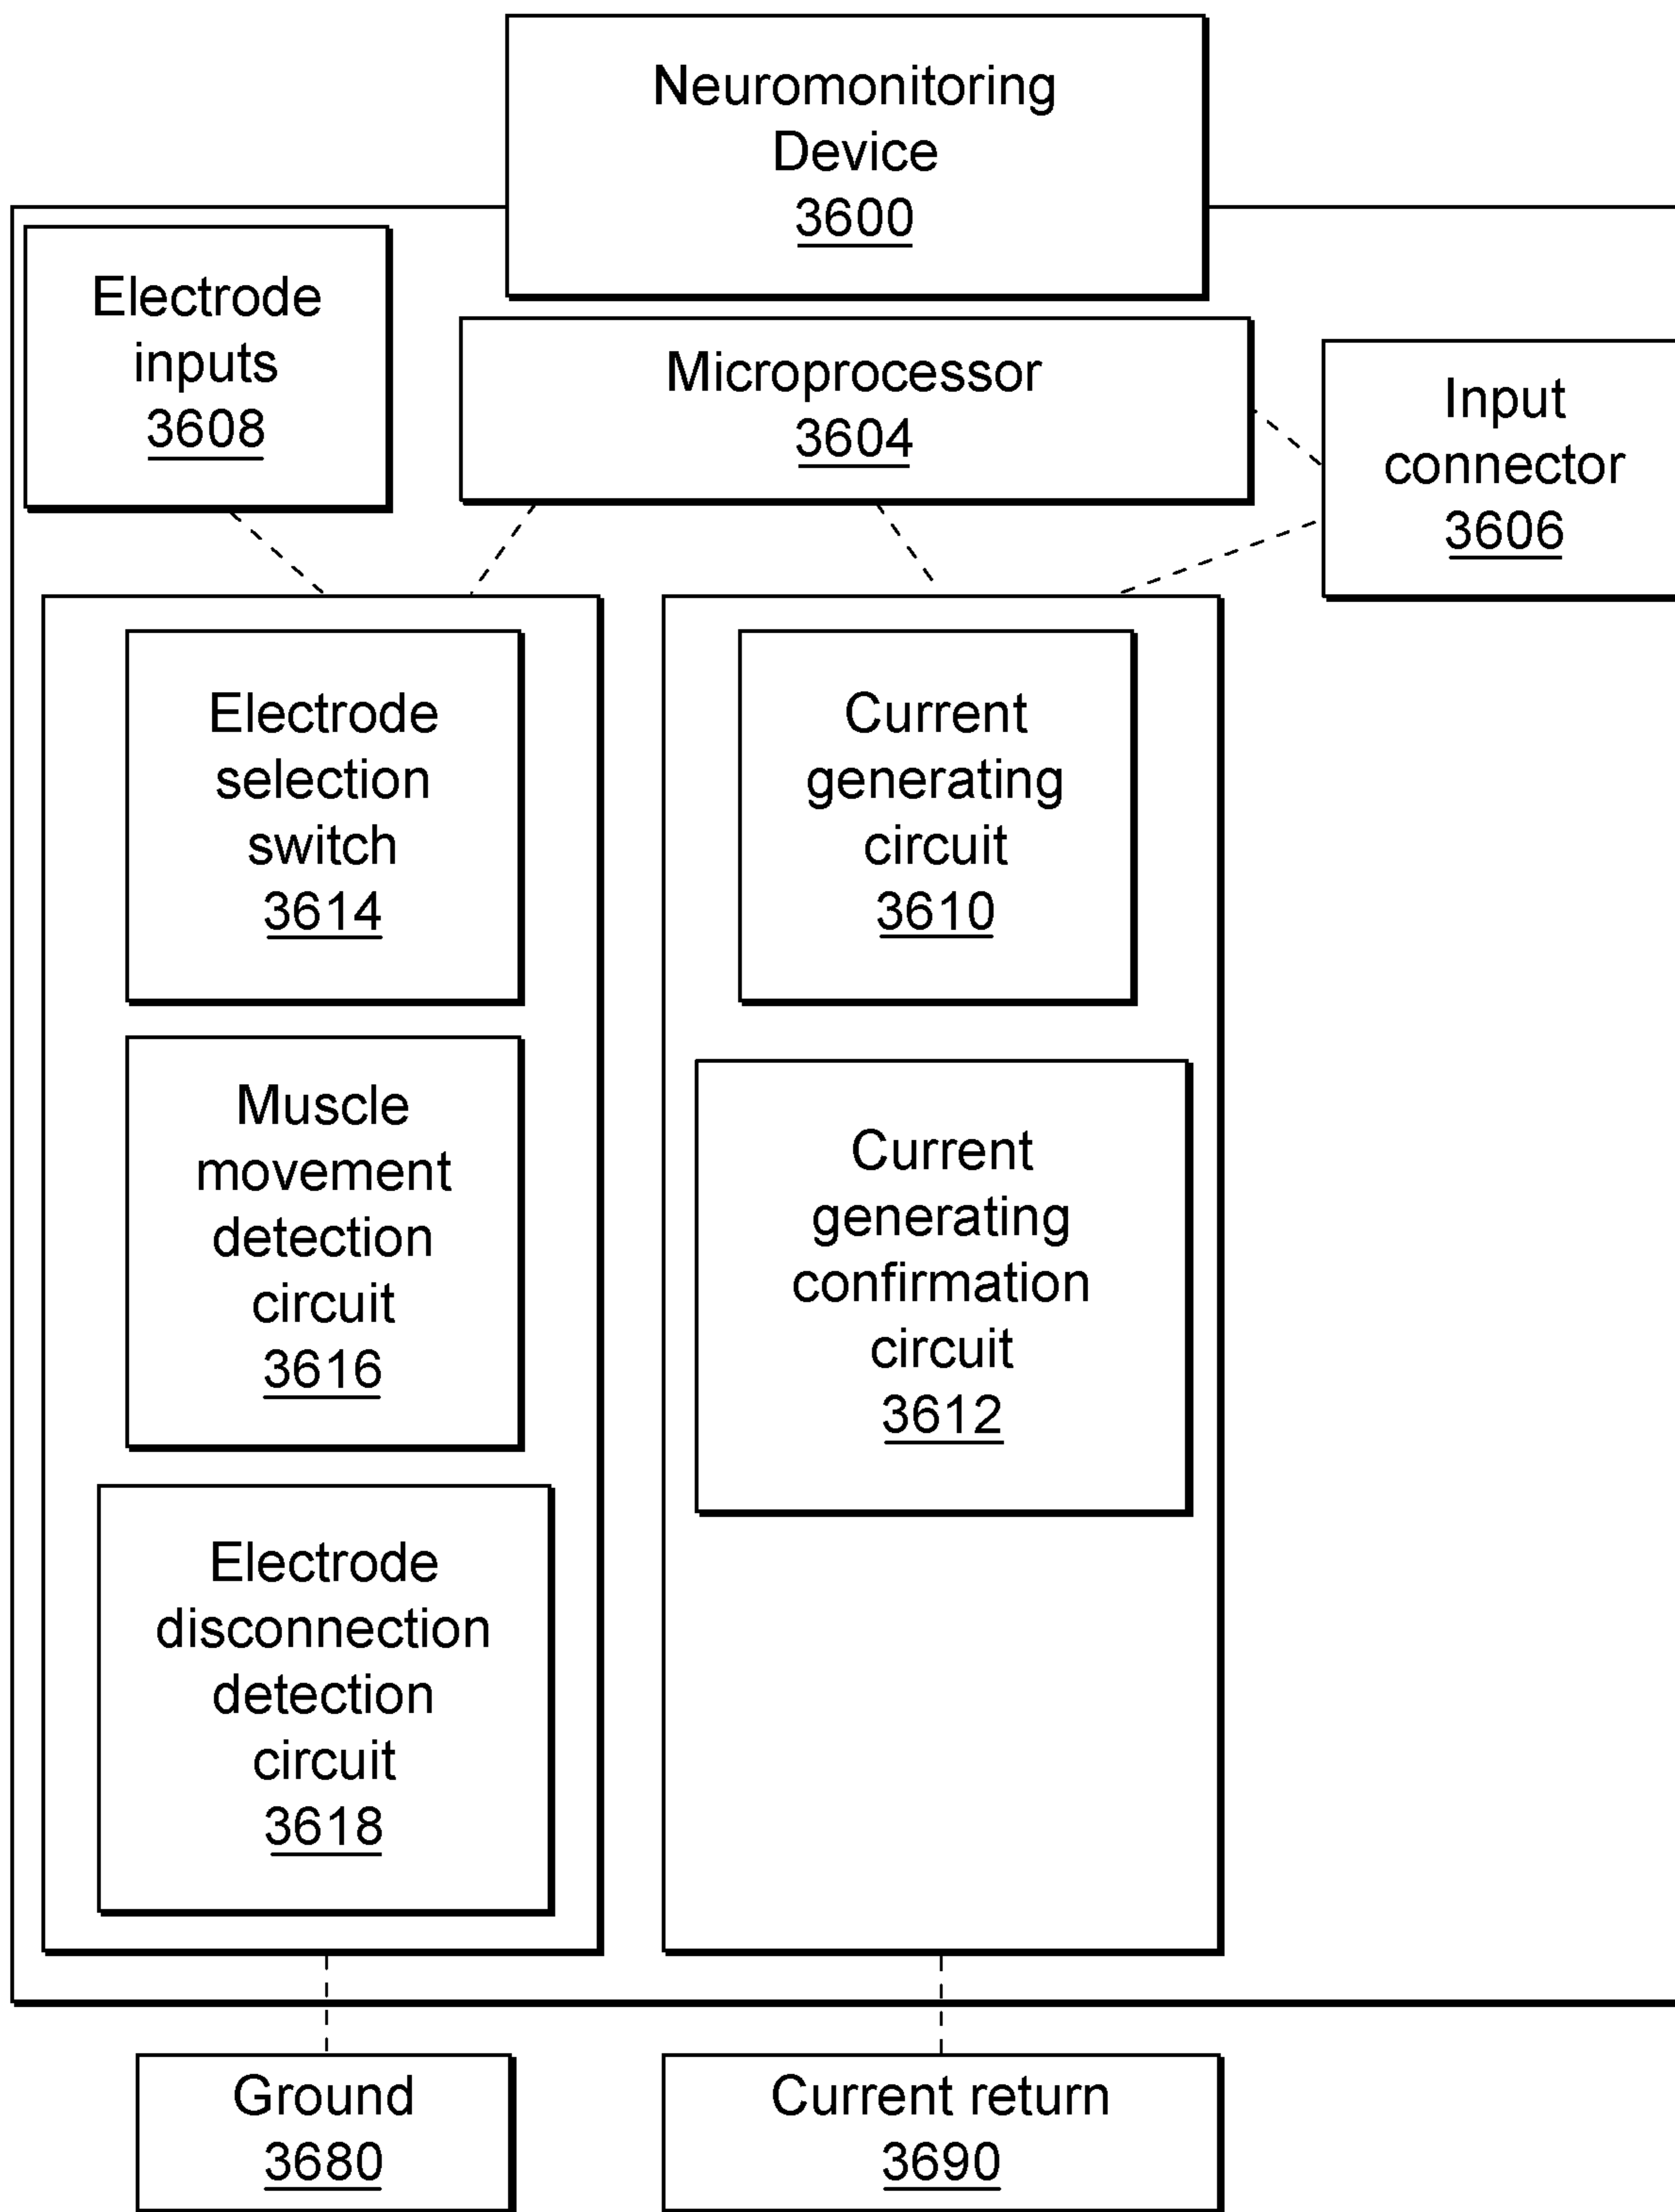 Neuromonitoring
Device
3600
Electrode
inputs
3608
Microprocessor
3604
Input
connector
3606
Electrode
selection
switch
3614
Current
generating
circuit
3610
Muscle
movement
detection
circuit
3616
Current
generating
confirmation
circuit
3612
Electrode
disconnection
detection
circuit
3618
Ground
3680
Current return
3690